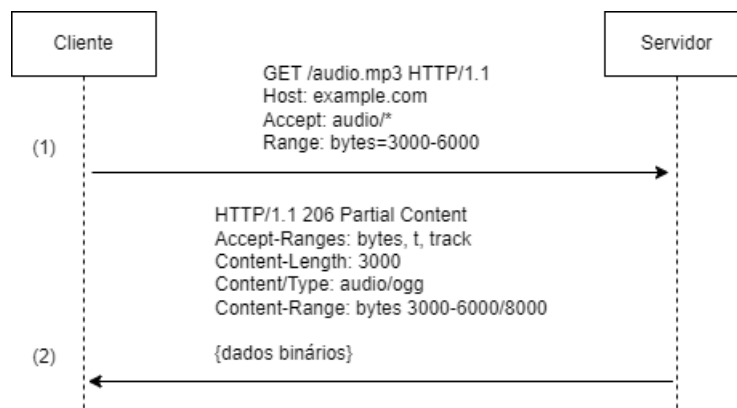 Cliente
Servidor
GET /audio.mp3 HTTP/1.1
Host: example.com
Accept: audio/*
Range: bytes=3000-6000
(1)
HTTP/1.1 206 Partial Content
Accept-Ranges: bytes, t, track
Content-Length: 3000
Content/Type: audio/ogg
Content-Range: bytes 3000-6000/8000
{dados binários}
(2)